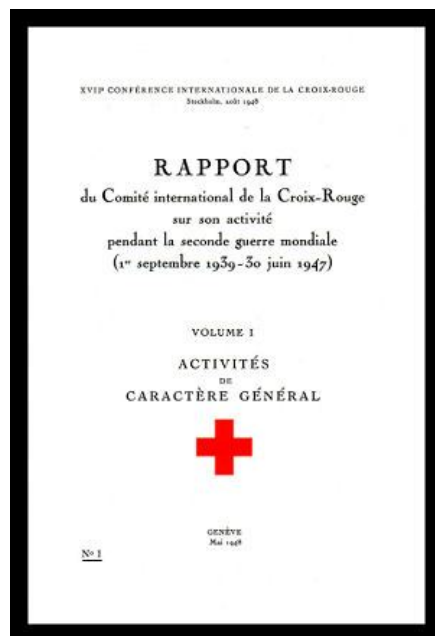 XVIIe CONFÉRENCE INTERNATIONALE DE LA CROIX-ROUGE
Stockholm, août 1948
RAPPORT
du Comité international de la Croix-Rouge
sur son activité
pendant la seconde guerre mondiale
(1er septembre 1939-30 juin 1947)
VOLUME I
ACTIVITÉS
DE
CARACTÈRE GÉNÉRAL
GENÈVE
Mai 1948
No 1